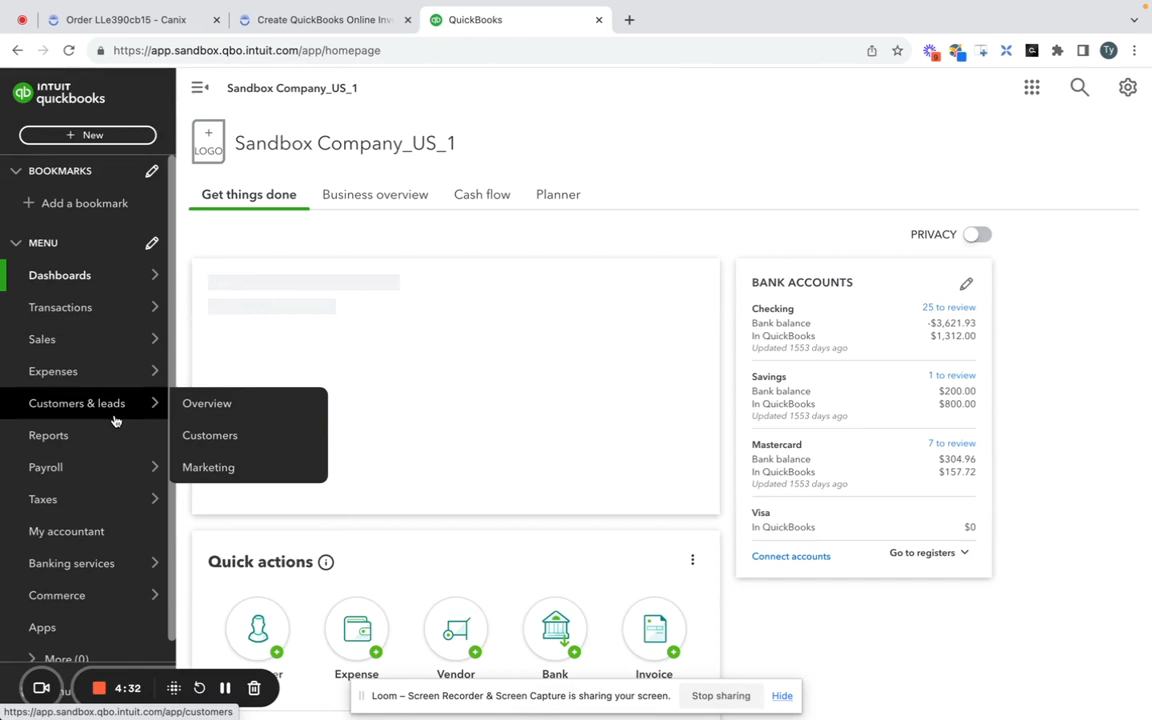 Order LLe390cb15 - Canix
Create QuickBooks Online Inv
QuickBooks
https://app.sandbox.qbo.intuit.com/app/homepage
Ty
INTUIT
quickbooks
Sandbox Company_US_1
+ New
+
LOGO
Sandbox Company_US_1
BOOKMARKS
Get things done
Business overview
Cash flow
Planner
+ Add a bookmark
PRIVACY
MENU
Dashboards
Transactions
Sales
Expenses
Customers & leads
Reports
Payroll
Taxes
My accountant
Banking services
Commerce
Apps
More (0)
Overview
Customers
Marketing
BANK ACCOUNTS
Checking
25 to review
Bank balance
-$3,621.93
In QuickBooks
$1,312.00
Updated 1553 days ago
Savings
1 to review
Bank balance
$200.00
In QuickBooks
$800.00
Updated 1553 days ago
Mastercard
7 to review
Bank balance
$304.96
In QuickBooks
$157.72
Updated 1553 days ago
Visa
In QuickBooks
$0
Connect accounts
Go to registers
Quick actions
Expense
Vendor
Bank
Invoice
4:32
Loom – Screen Recorder & Screen Capture is sharing your screen.
Stop sharing
Hide
https://app.sandbox.qbo.intuit.com/app/customers